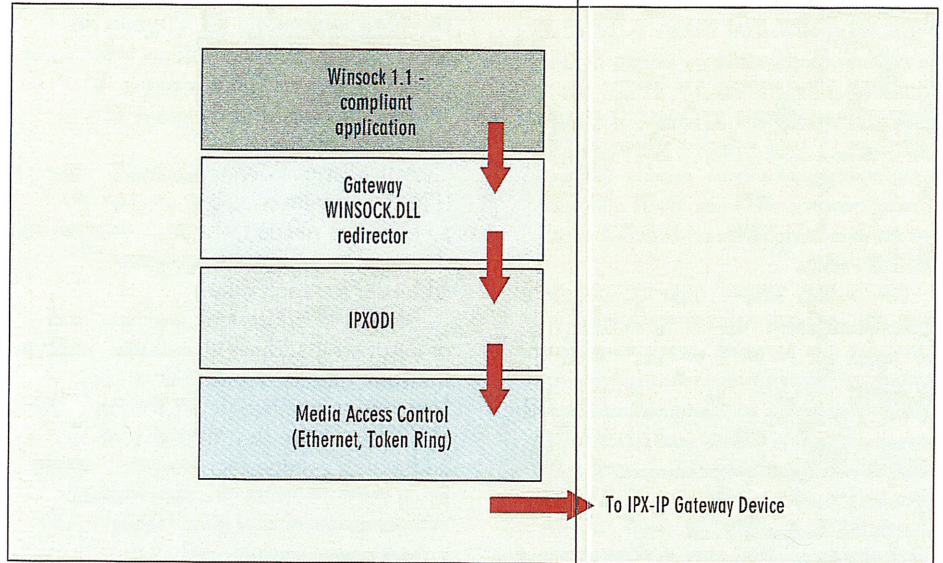 Winsock 1.1 -
compliant
application
Gateway
WINSOCK.DLL
redirector
IPXODI
Media Access Control
(Ethernet, Token Ring)
To IPX-IP Gateway Device